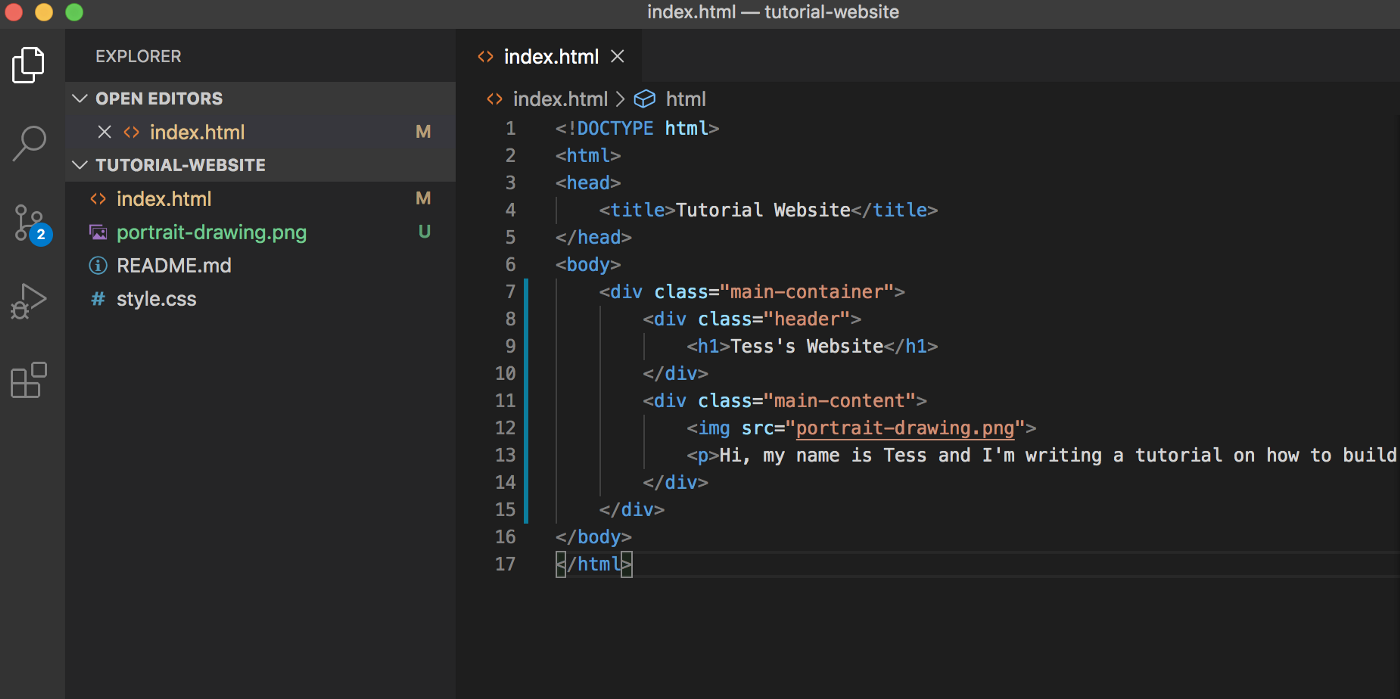 index.html — tutorial-website
EXPLORER
OPEN EDITORS
index.html M
TUTORIAL-WEBSITE
index.html M
portrait-drawing.png U
README.md
style.css
2
index.html
index.html > html
1 <!DOCTYPE html>
2 <html>
3 <head>
4     <title>Tutorial Website</title>
5 </head>
6 <body>
7     <div class="main-container">
8         <div class="header">
9             <h1>Tess's Website</h1>
10         </div>
11         <div class="main-content">
12             <img src="portrait-drawing.png">
13             <p>Hi, my name is Tess and I'm writing a tutorial on how to build
14         </div>
15     </div>
16 </body>
17 </html>